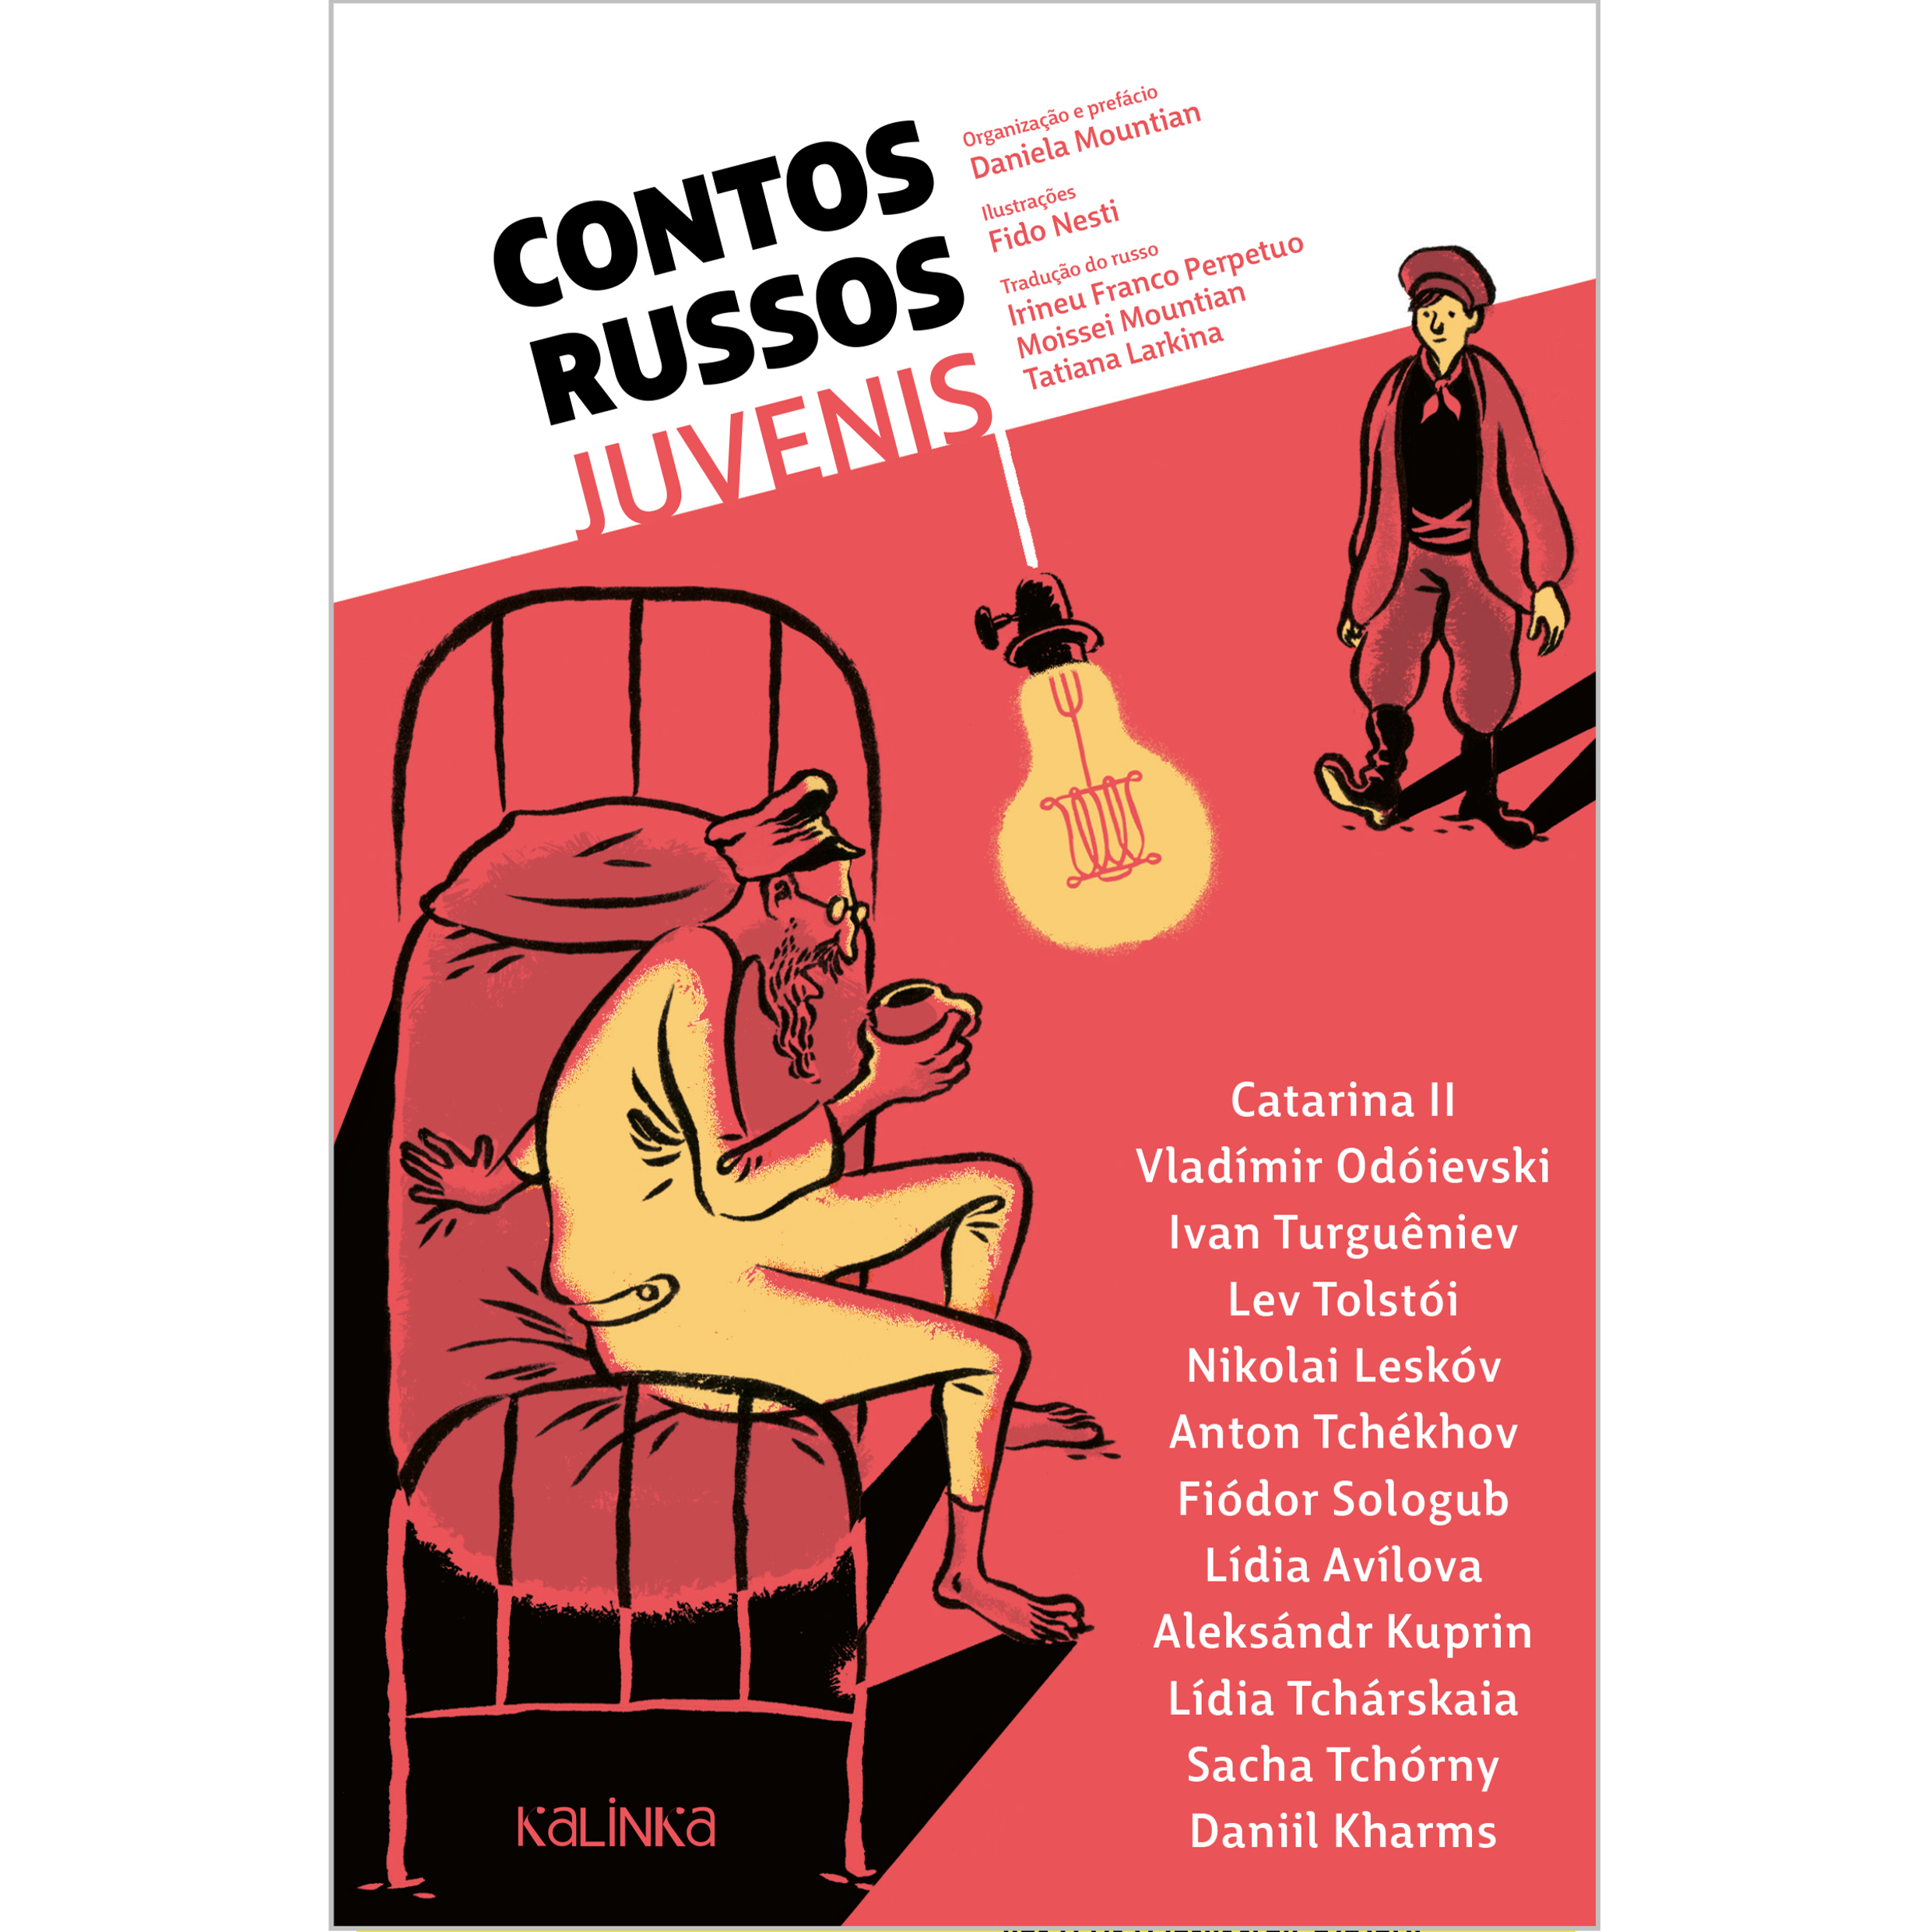 CONTOS
RUSSOS
JUVENIS
Organização e prefácio
Daniela Mountian
Ilustrações
Fido Nesti
Tradução do russo
Irineu Franco Perpetuo
Moissei Mountian
Tatiana Larkina
Catarina II
Vladímir Odóievski
Ivan Turguêniev
Lev Tolstói
Nikolai Leskóv
Anton Tchékhov
Fiódor Sologub
Lídia Avílova
Aleksándr Kuprin
Lídia Tchárskaia
Sacha Tchórny
Daniil Kharms
KALINKA